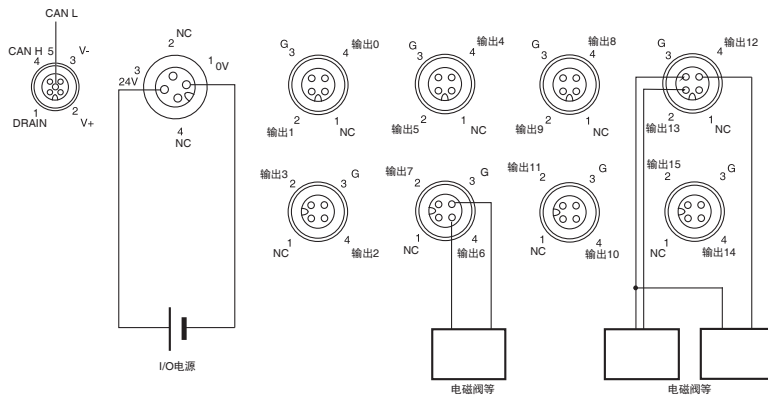 CAN L
CAN H 5 V-
4 3
1 2
DRAIN V+
NC
2
3 1 0V
24V
4
NC
I/O电源
G 输出0
3 4
2 1
输出1 NC
G 输出4
3 4
2 1
输出5 NC
G 输出8
3 4
2 1
输出9 NC
G 输出12
3 4
2 1
输出13 NC
输出3 G
2 3
1 4
NC 输出2
输出7 G
2 3
1 4
NC 输出6
输出11 G
2 3
1 4
NC 输出10
输出15 G
2 3
1 4
NC 输出14
电磁阀等
电磁阀等